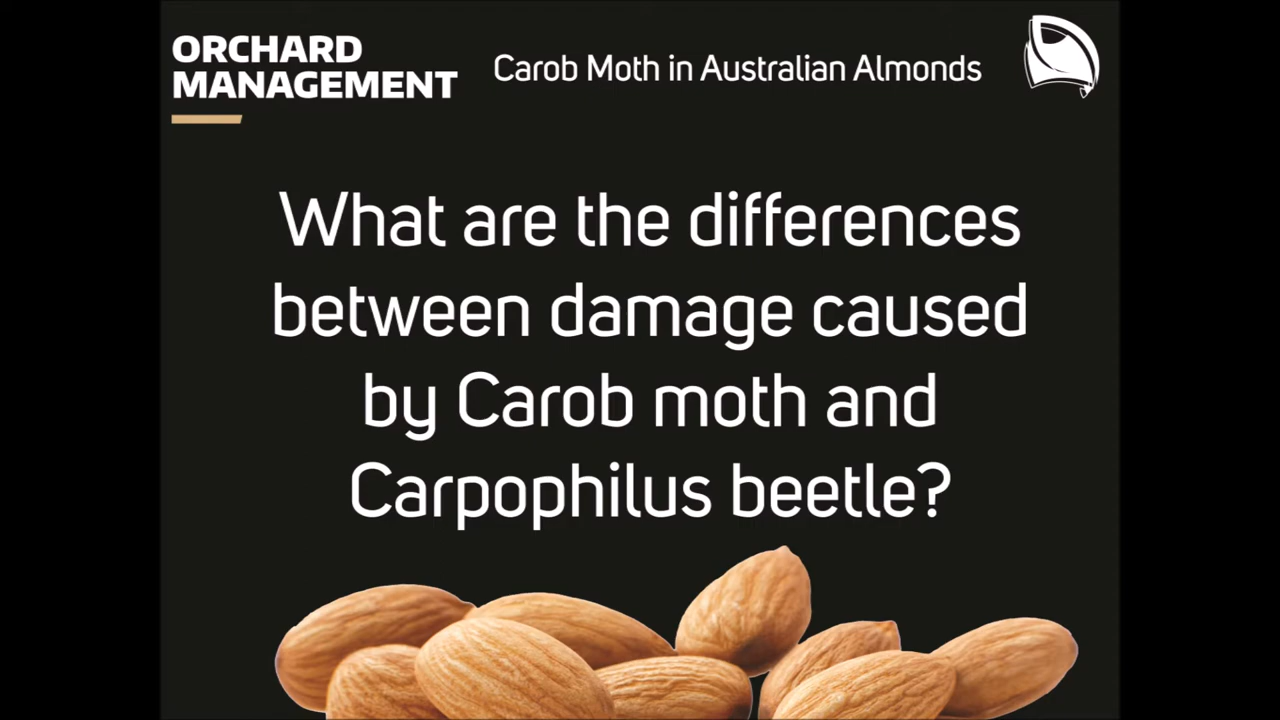 ORCHARD
MANAGEMENT
Carob Moth in Australian Almonds
What are the differences
between damage caused
by Carob moth and
Carpophilus beetle?